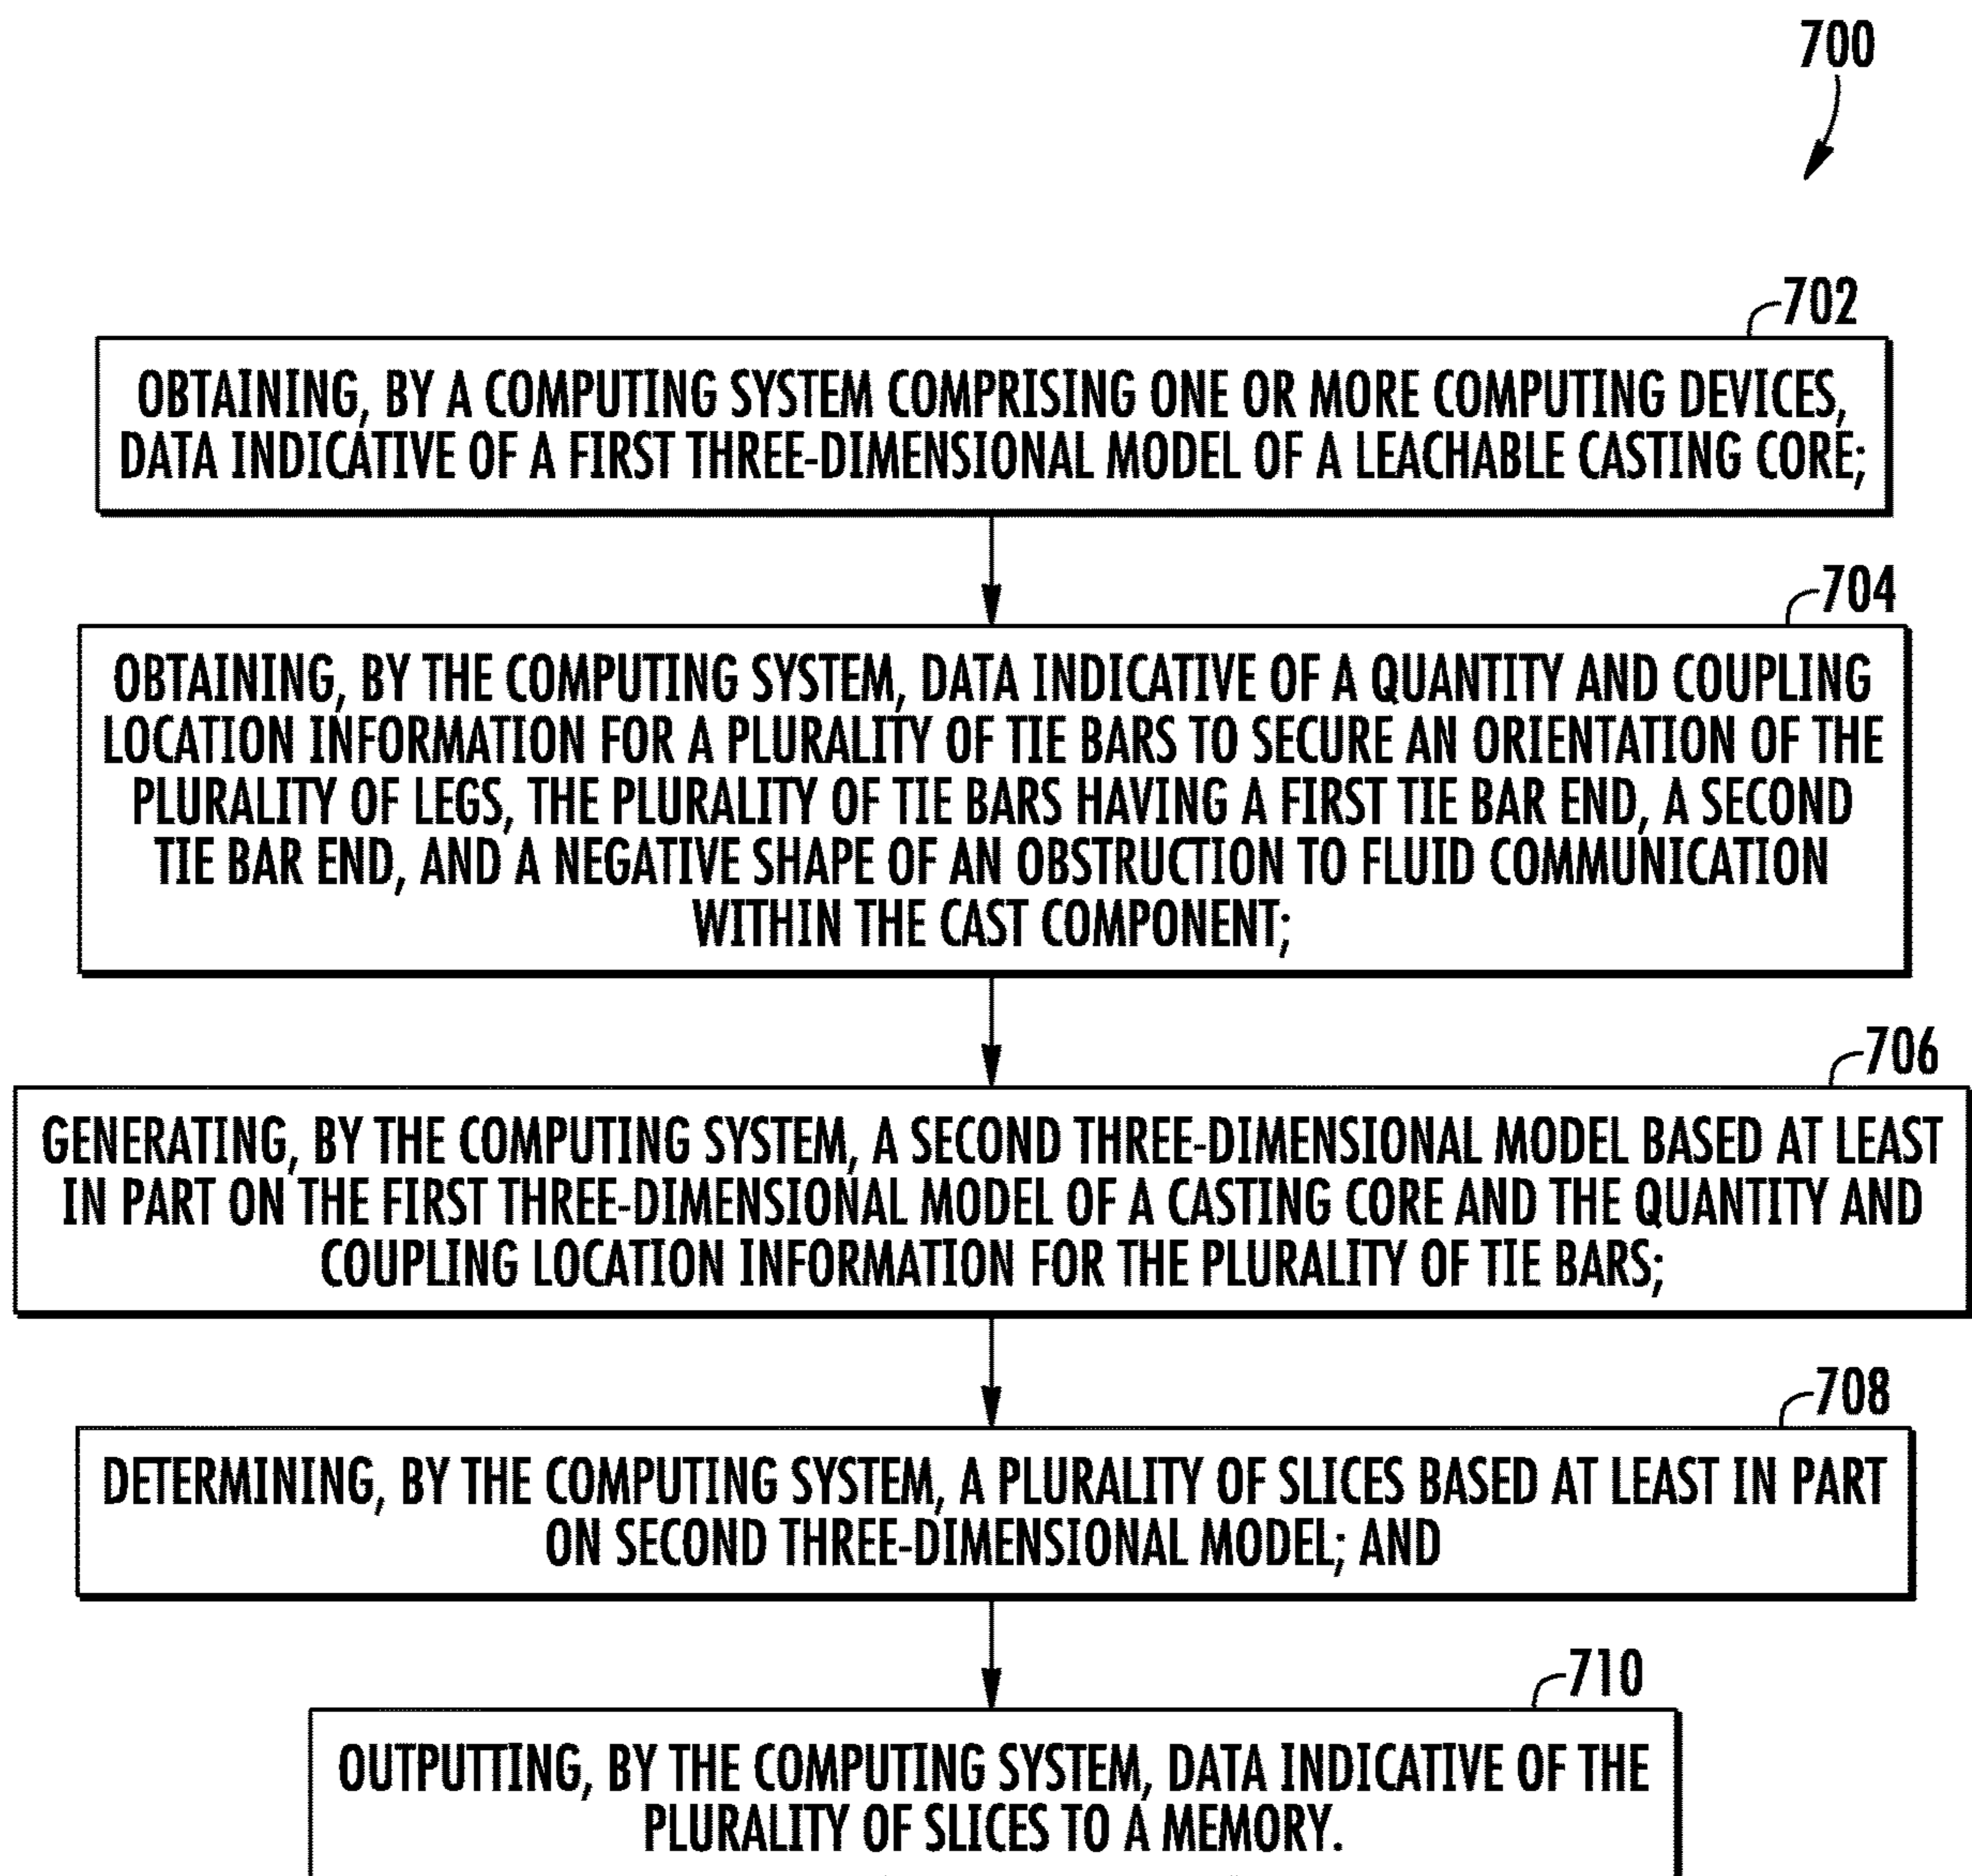 700
702
OBTAINING, BY A COMPUTING SYSTEM COMPRISING ONE OR MORE COMPUTING DEVICES,
DATA INDICATIVE OF A FIRST THREE-DIMENSIONAL MODEL OF A LEACHABLE CASTING CORE;
704
OBTAINING, BY THE COMPUTING SYSTEM, DATA INDICATIVE OF A QUANTITY AND COUPLING
LOCATION INFORMATION FOR A PLURALITY OF TIE BARS TO SECURE AN ORIENTATION OF THE
PLURALITY OF LEGS, THE PLURALITY OF TIE BARS HAVING A FIRST TIE BAR END, A SECOND
TIE BAR END, AND A NEGATIVE SHAPE OF AN OBSTRUCTION TO FLUID COMMUNICATION
WITHIN THE CAST COMPONENT;
706
GENERATING, BY THE COMPUTING SYSTEM, A SECOND THREE-DIMENSIONAL MODEL BASED AT LEAST
IN PART ON THE FIRST THREE-DIMENSIONAL MODEL OF A CASTING CORE AND THE QUANTITY AND
COUPLING LOCATION INFORMATION FOR THE PLURALITY OF TIE BARS;
708
DETERMINING, BY THE COMPUTING SYSTEM, A PLURALITY OF SLICES BASED AT LEAST IN PART
ON SECOND THREE-DIMENSIONAL MODEL; AND
710
OUTPUTTING, BY THE COMPUTING SYSTEM, DATA INDICATIVE OF THE
PLURALITY OF SLICES TO A MEMORY.